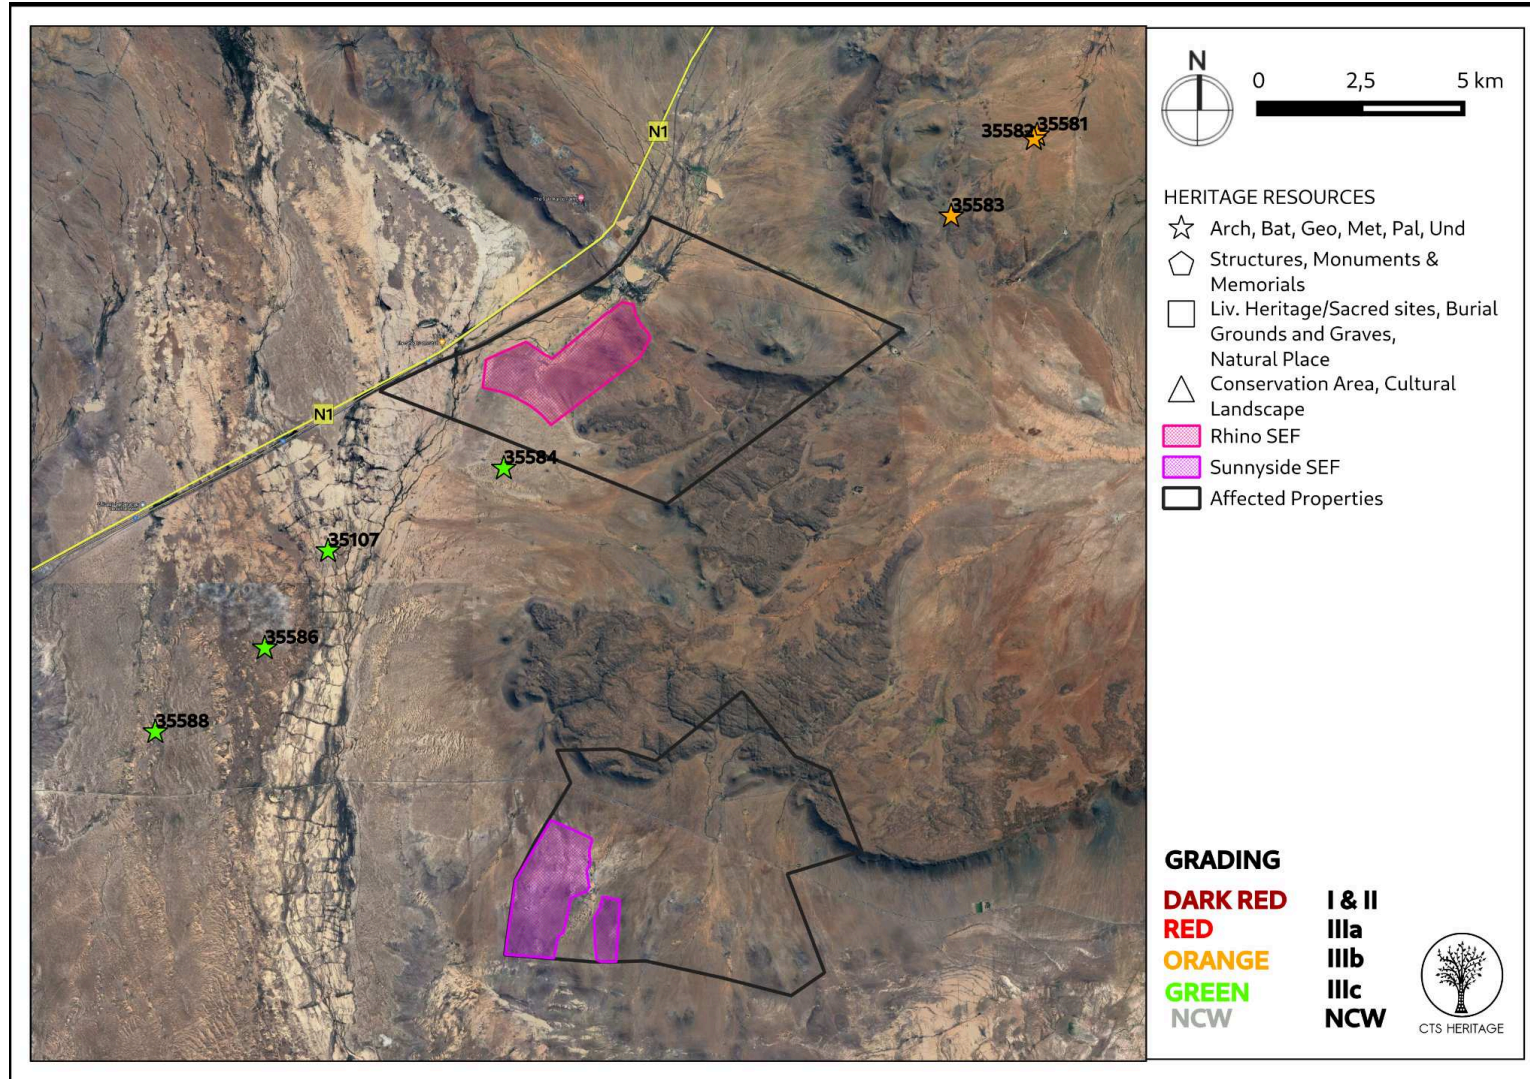 N1
35582
35581
35583
N1
35584
35107
35586
35588
N
0 2,5 5 km
HERITAGE RESOURCES
Arch, Bat, Geo, Met, Pal, Und
Structures, Monuments &
Memorials
Liv. Heritage/Sacred sites, Burial
Grounds and Graves,
Natural Place
Conservation Area, Cultural
Landscape
Rhino SEF
Sunnyside SEF
Affected Properties
GRADING
DARK RED I & II
RED IIIa
ORANGE IIIb
GREEN IIIc
NCW NCW
CTS HERITAGE